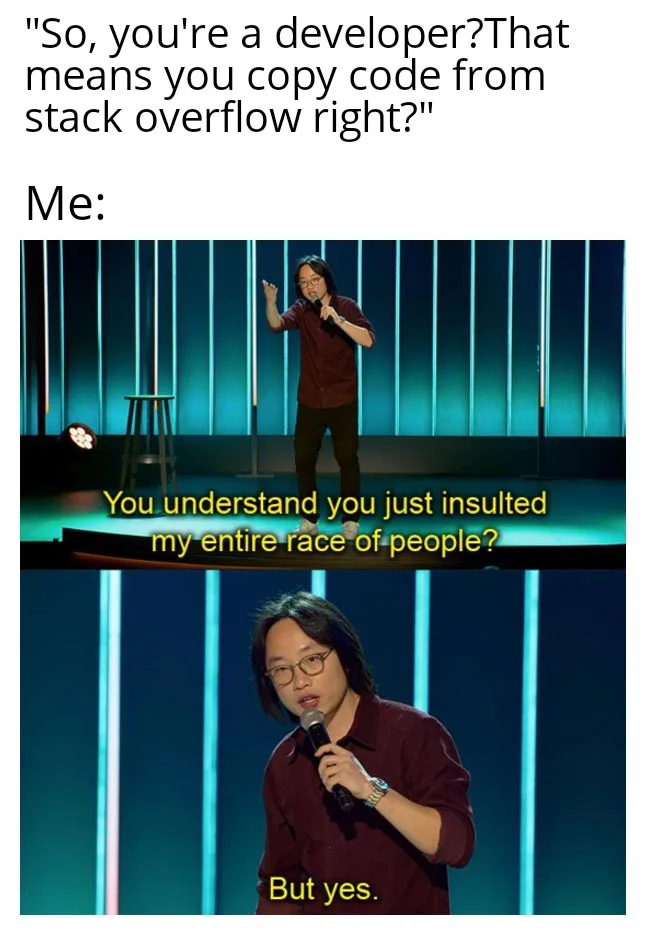 "So, you're a developer?That
means you copy code from
stack overflow right?"
Me:
You understand you just insulted
my entire race of people?
But yes.